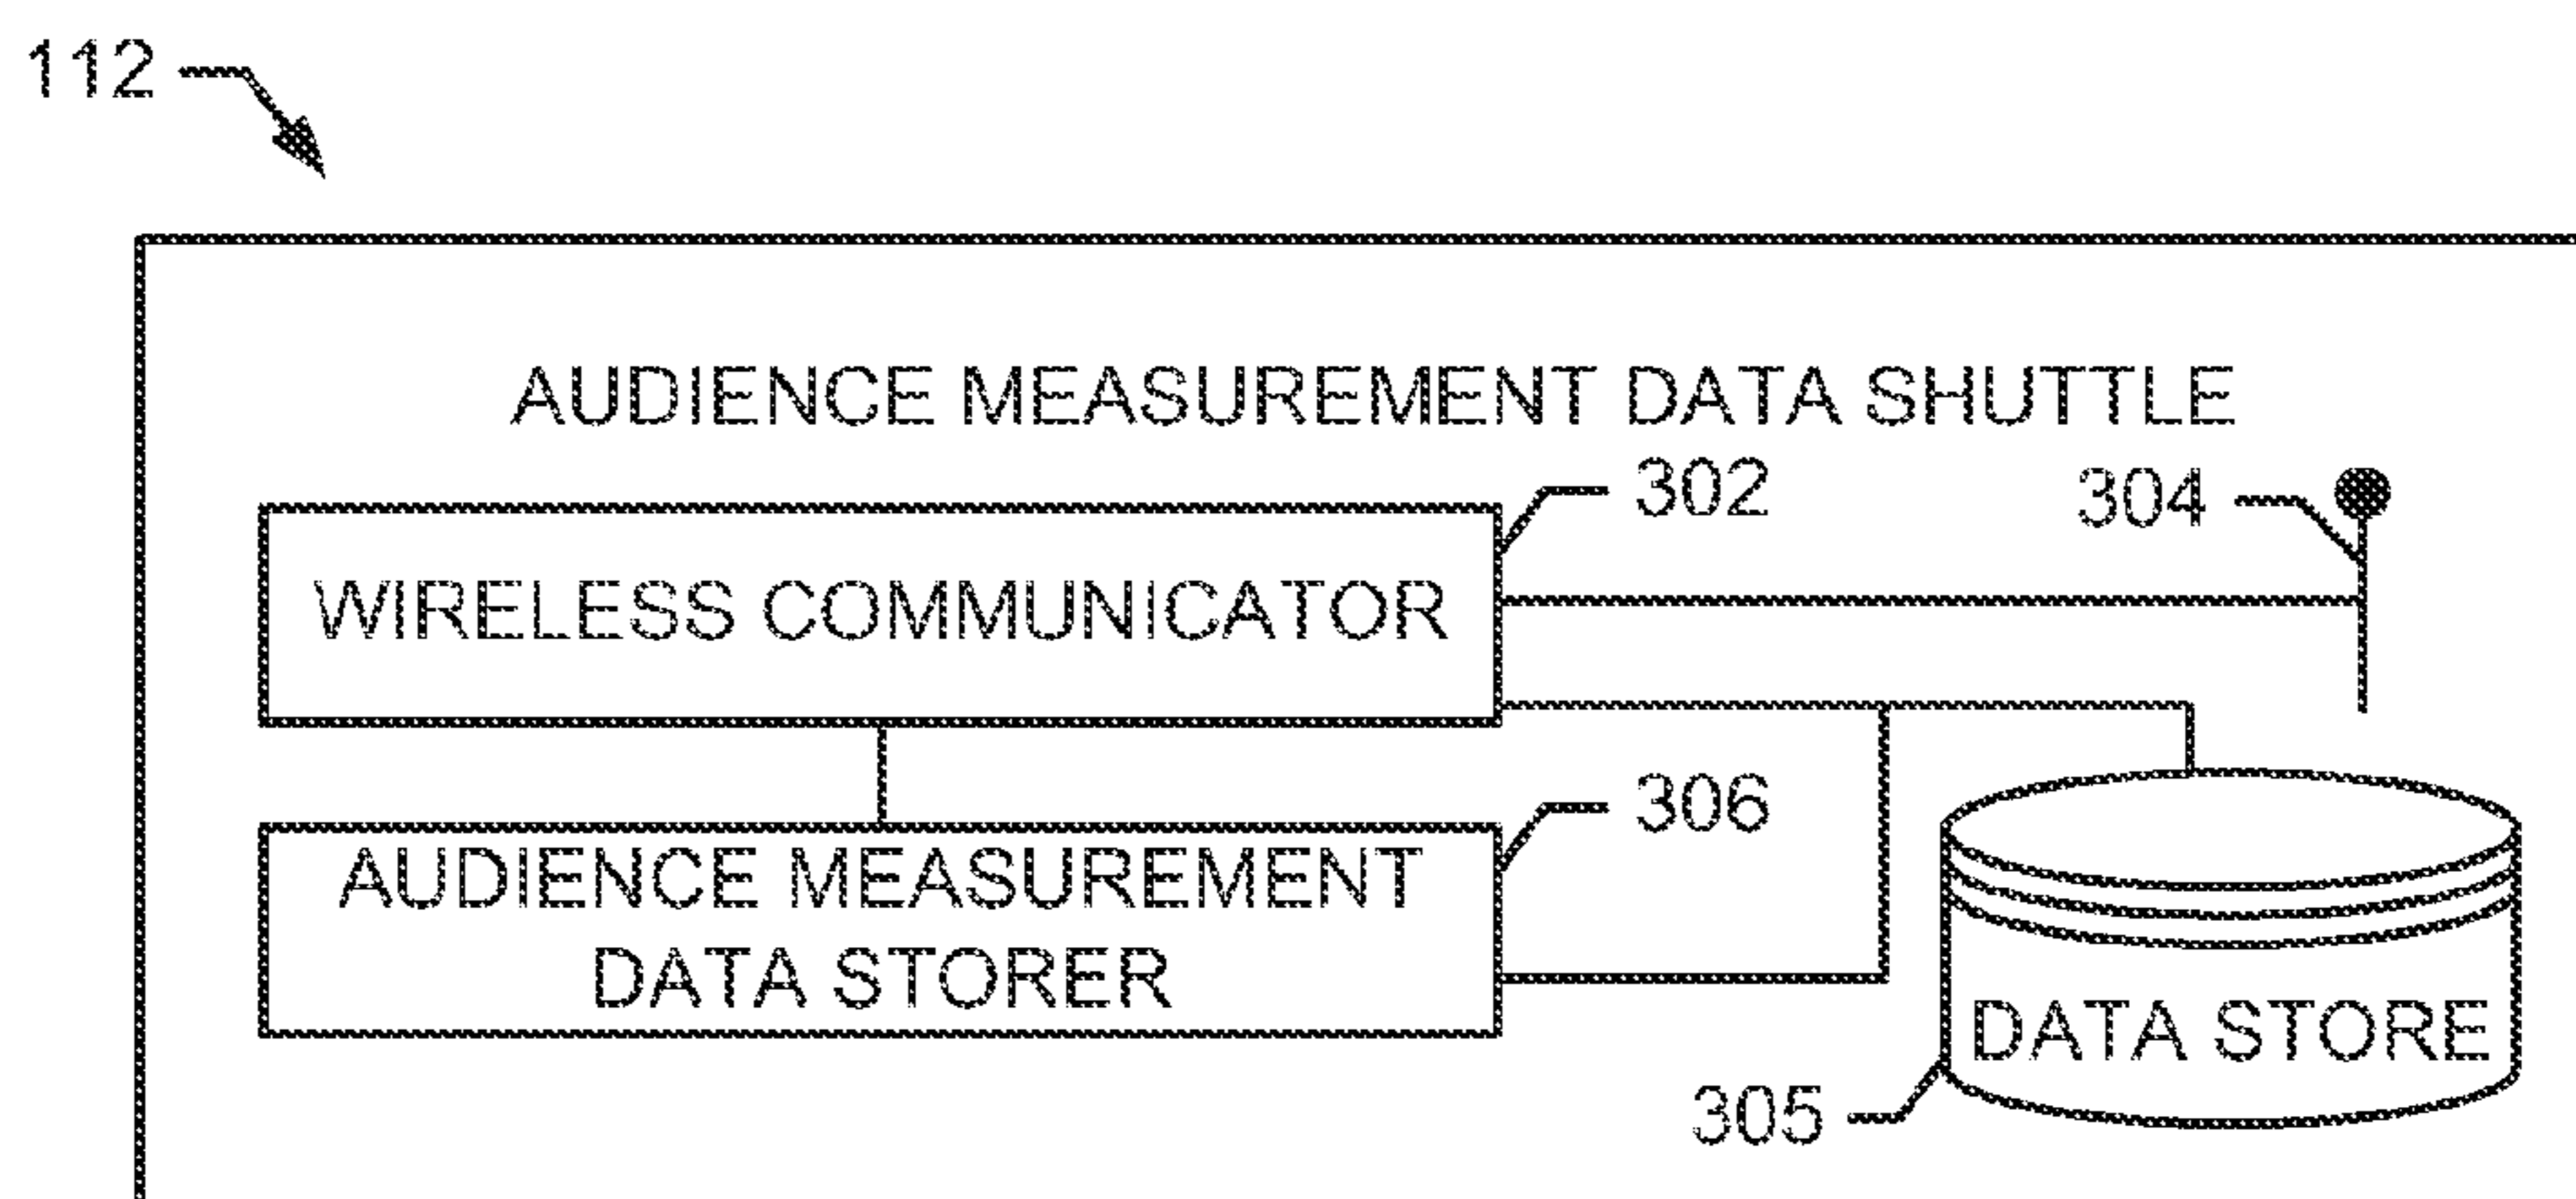 112
AUDIENCE MEASUREMENT DATA SHUTTLE
302
304
WIRELESS COMMUNICATOR
306
AUDIENCE MEASUREMENT
DATA STORER
DATA STORE
305